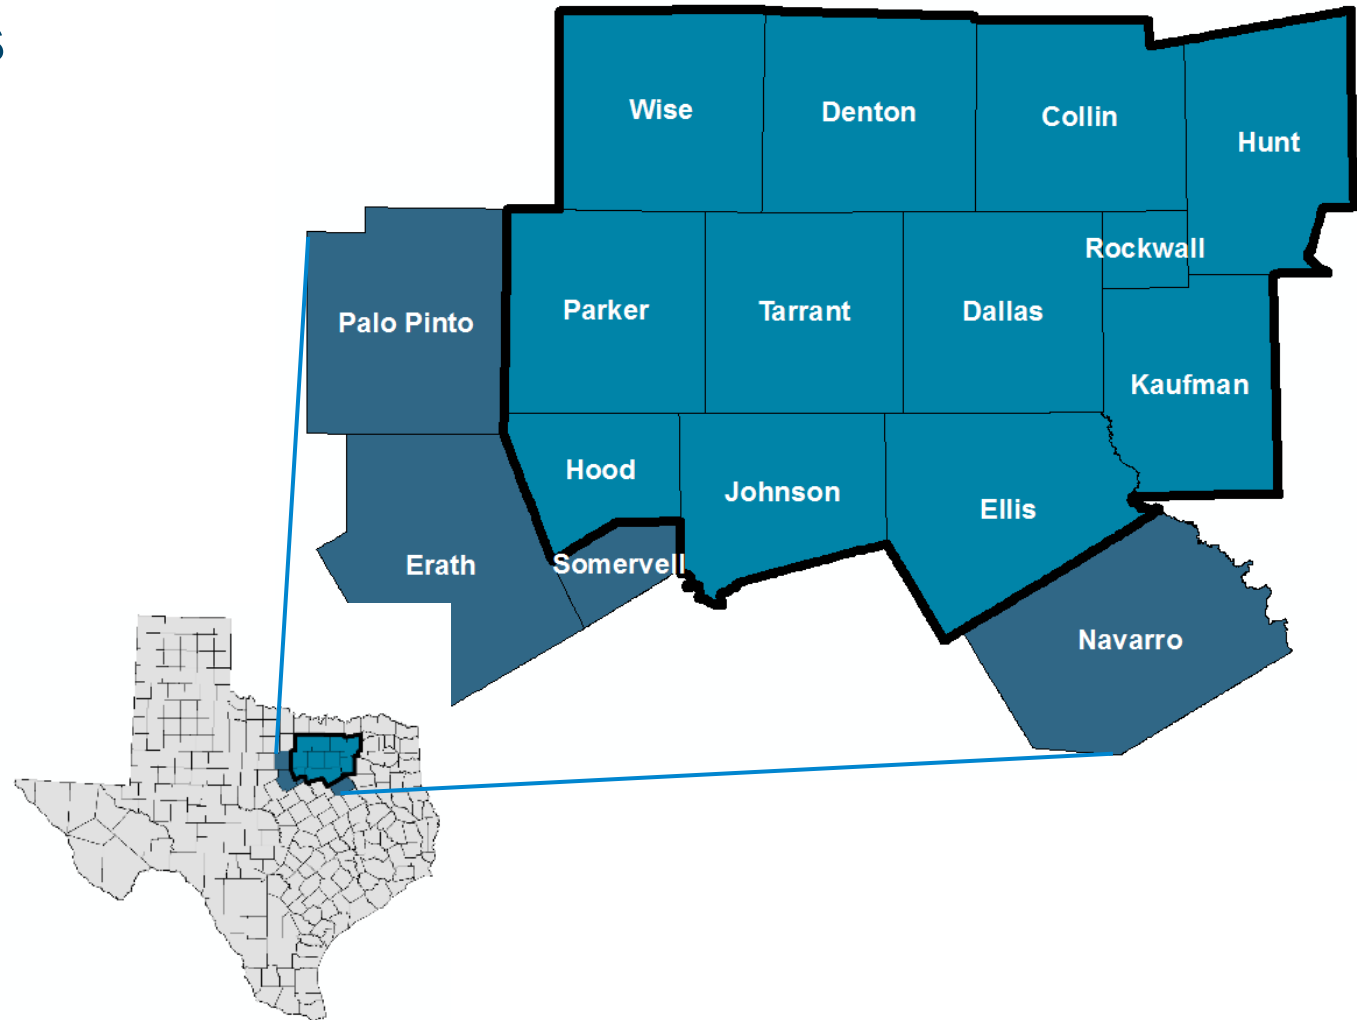 Wise
Denton
Collin
Hunt
Rockwall
Palo Pinto
Parker
Tarrant
Dallas
Kaufman
Hood
Johnson
Ellis
Erath
Somervell
Navarro